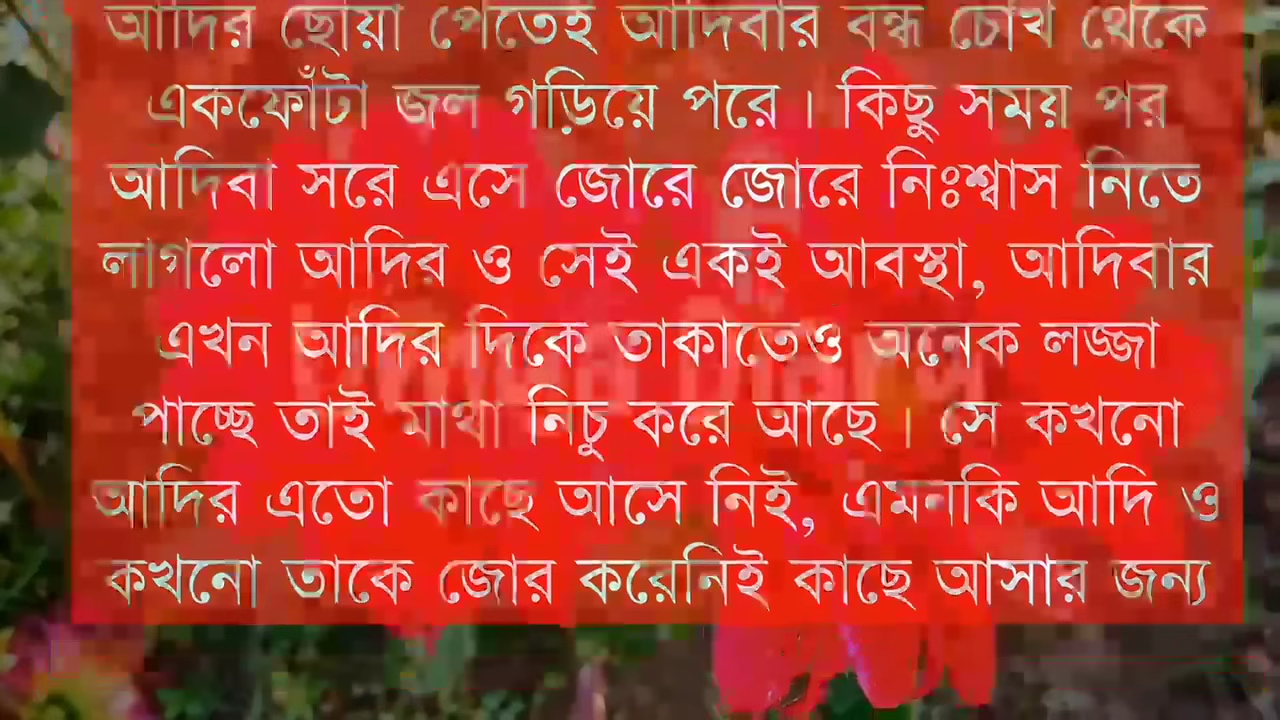 আদির ছোয়া পেতেই আদিবার বন্ধ চোখ থেকে
একফোঁটা জল গড়িয়ে পরে । কিছু সময় পর
আদিবা সরে এসে জোরে জোরে নিঃশ্বাস নিতে
লাগলো আদির ও সেই একই আবস্থা, আদিবার
এখন আদির দিকে তাকাতেও অনেক লজ্জা
পাচ্ছে তাই মাথা নিচু করে আছে । সে কখনো
আদির এতো কাছে আসে নিই, এমনকি আদি ও
কখনো তাকে জোর করেনিই কাছে আসার জন্য